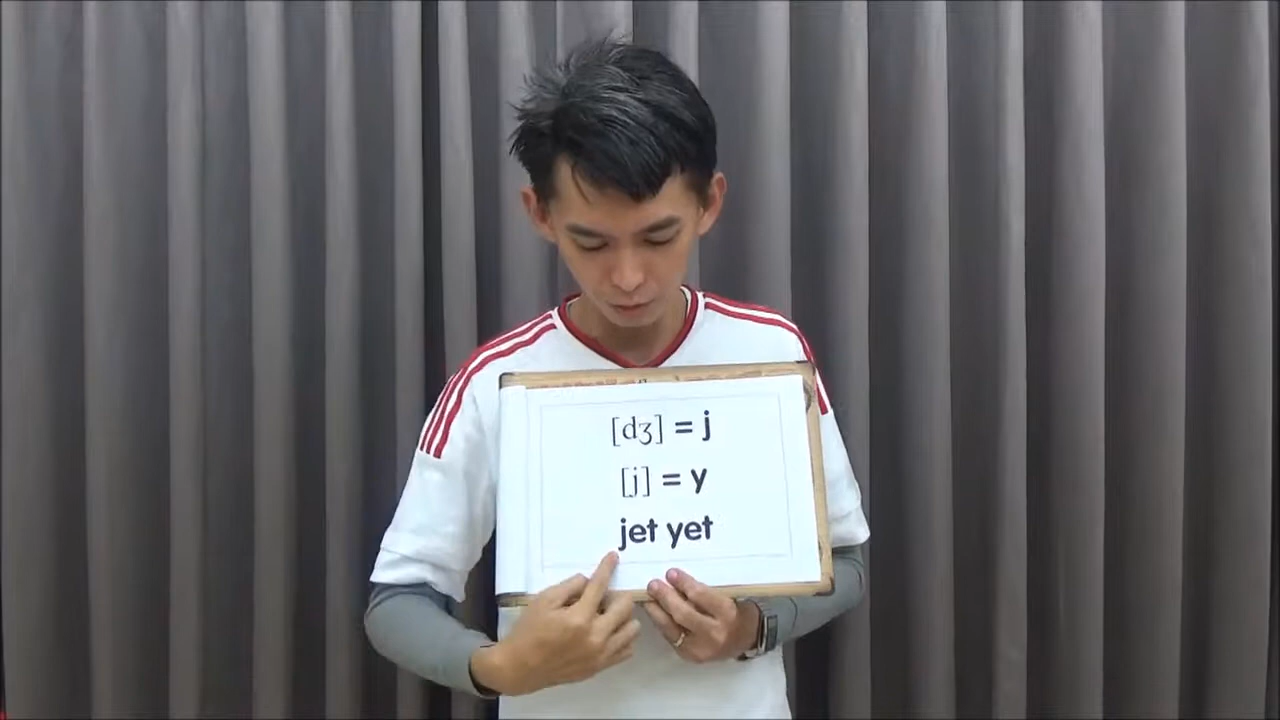 [dʒ] = j
[j] = y
jet yet